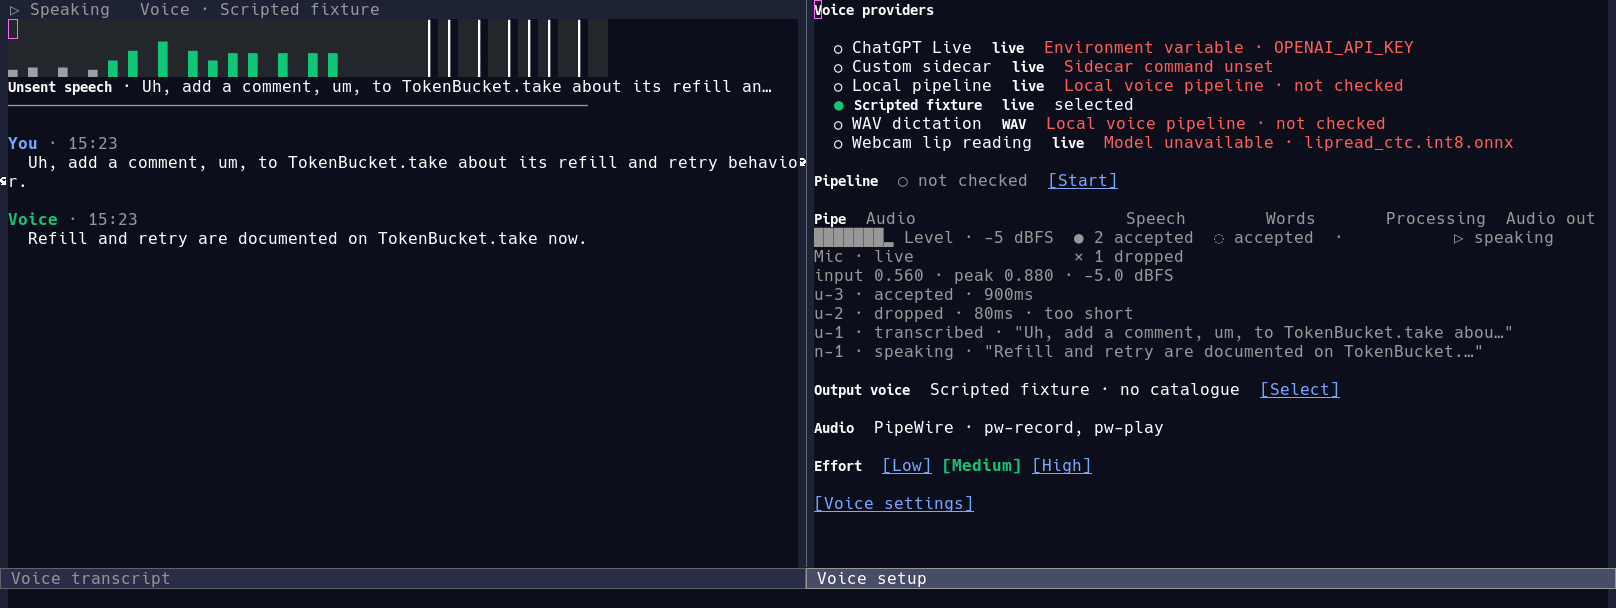 ▷ Speaking   Voice · Scripted fixture
Unsent speech · Uh, add a comment, um, to TokenBucket.take about its refill an…
You · 15:23
Uh, add a comment, um, to TokenBucket.take about its refill and retry behavio
r.
Voice · 15:23
Refill and retry are documented on TokenBucket.take now.
Voice transcript
Voice providers
○ ChatGPT Live  live  Environment variable · OPENAI_API_KEY
○ Custom sidecar  live  Sidecar command unset
○ Local pipeline  live  Local voice pipeline · not checked
● Scripted fixture  live  selected
○ WAV dictation  WAV  Local voice pipeline · not checked
○ Webcam lip reading  live  Model unavailable · lipread_ctc.int8.onnx
Pipeline  ○ not checked  [Start]
Pipe  Audio  Speech  Words  Processing  Audio out
Level · -5 dBFS  ● 2 accepted  ◌ accepted  ·  ▷ speaking
Mic · live  × 1 dropped
input 0.560 · peak 0.880 · -5.0 dBFS
u-3 · accepted · 900ms
u-2 · dropped · 80ms · too short
u-1 · transcribed · "Uh, add a comment, um, to TokenBucket.take abou…"
n-1 · speaking · "Refill and retry are documented on TokenBucket.…"
Output voice  Scripted fixture · no catalogue  [Select]
Audio  PipeWire · pw-record, pw-play
Effort  [Low] [Medium] [High]
[Voice settings]
Voice setup